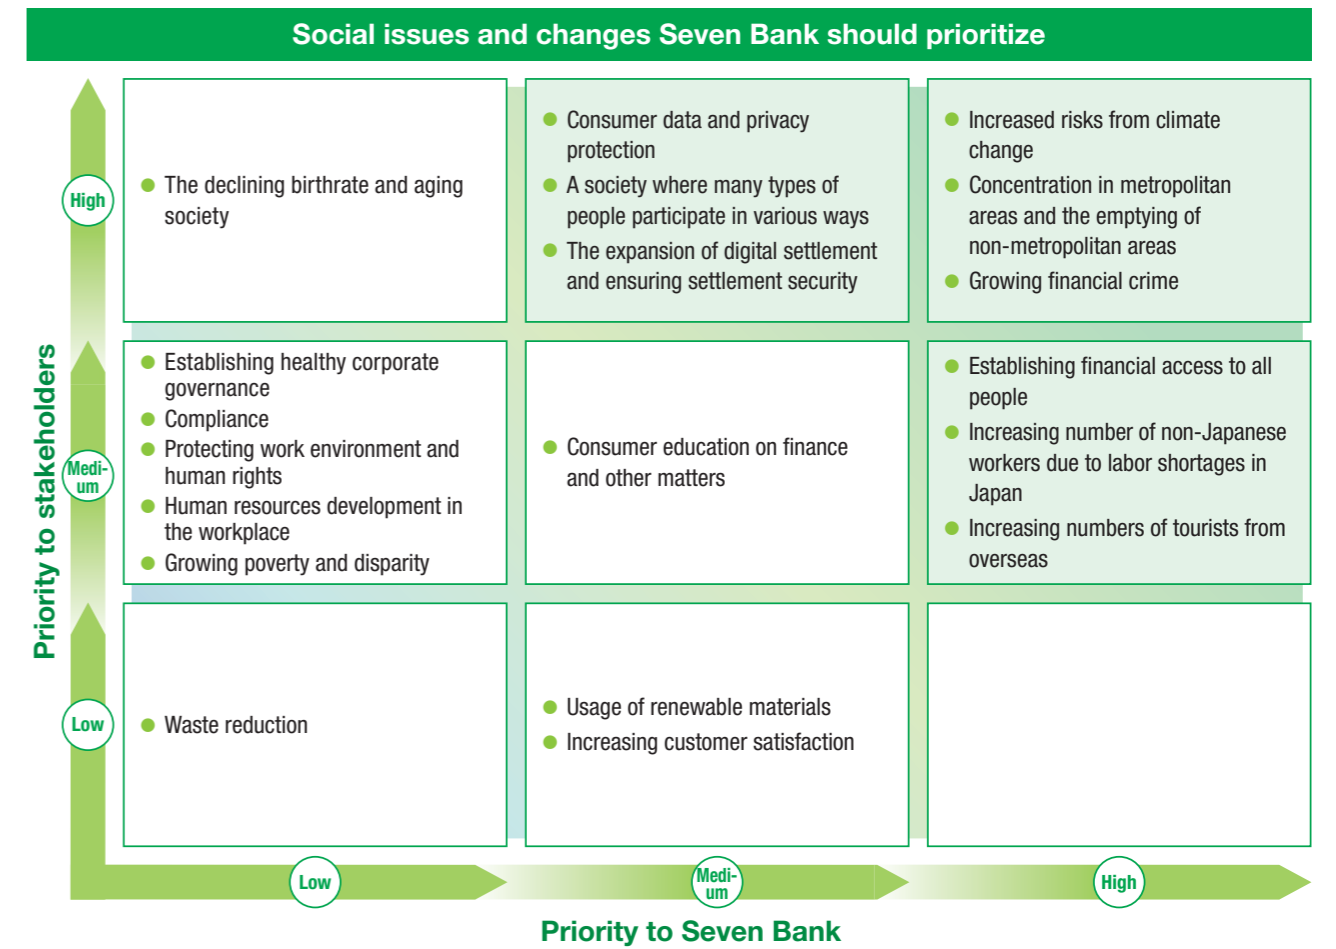 Social issues and changes Seven Bank should prioritize
Priority to stakeholders
High
The declining birthrate and aging
society
Consumer data and privacy
protection
A society where many types of
people participate in various ways
The expansion of digital settlement
and ensuring settlement security
Increased risks from climate
change
Concentration in metropolitan
areas and the emptying of
non-metropolitan areas
Growing financial crime
Medi-
um
Establishing healthy corporate
governance
Compliance
Protecting work environment and
human rights
Human resources development in
the workplace
Growing poverty and disparity
Consumer education on finance
and other matters
Establishing financial access to all
people
Increasing number of non-Japanese
workers due to labor shortages in
Japan
Increasing numbers of tourists from
overseas
Low
Waste reduction
Usage of renewable materials
Increasing customer satisfaction
Low
Medi-
um
High
Priority to Seven Bank